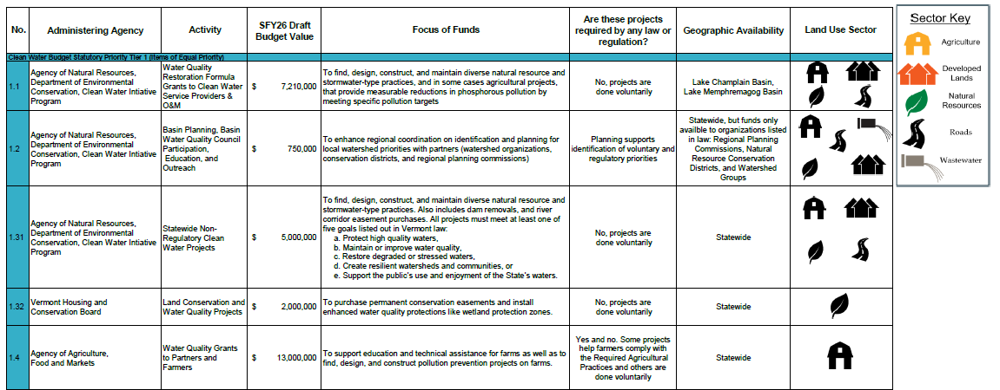 No.
Administering Agency
Activity
SFY26 Draft
Budget Value
Focus of Funds
Are these projects
required by any law or
regulation?
Geographic Availability
Land Use Sector
Clean Water Budget Statutory Priority Tier 1 (Items of Equal Priority)
1.1
Agency of Natural Resources,
Department of Environmental
Conservation, Clean Water Intiative
Program
Water Quality
Restoration Formula
Grants to Clean Water
Service Providers &
O&M
$ 7,210,000
To find, design, construct, and maintain diverse natural resource and
stormwater-type practices, and in some cases agricultural projects,
that provide measurable reductions in phosphorous pollution by
meeting specific pollution targets
No, projects are
done voluntarily
Lake Champlain Basin,
Lake Memphremagog Basin
1.2
Agency of Natural Resources,
Department of Environmental
Conservation, Clean Water Intiative
Program
Basin Planning, Basin
Water Quality Council
Participation,
Education, and
Outreach
$ 750,000
To enhance regional coordination on identification and planning for
local watershed priorities with partners (watershed organizations,
conservation districts, and regional planning commissions)
Planning supports
identification of voluntary and
regulatory priorities
Statewide, but funds only
availble to organizations listed
in law: Regional Planning
Commissions, Natural
Resource Conservation
Districts, and Watershed
Groups
1.31
Agency of Natural Resources,
Department of Environmental
Conservation, Clean Water Intiative
Program
Statewide Non-
Regulatory Clean
Water Projects
$ 5,000,000
To find, design, construct, and maintain diverse natural resource and
stormwater-type practices. Also includes dam removals, and river
corridor easement purchases. All projects must meet at least one of
five goals listed out in Vermont law:
a. Protect high quality waters,
b. Maintain or improve water quality,
c. Restore degraded or stressed waters,
d. Create resilient watersheds and communities, or
e. Support the public's use and enjoyment of the State's waters.
No, projects are
done voluntarily
Statewide
1.32
Vermont Housing and
Conservation Board
Land Conservation and
Water Quality Projects
$ 2,000,000
To purchase permanent conservation easements and install
enhanced water quality protections like wetland protection zones.
No, projects are
done voluntarily
Statewide
1.4
Agency of Agriculture,
Food and Markets
Water Quality Grants
to Partners and
Farmers
$ 13,000,000
To support education and technical assistance for farms as well as to
find, design, and construct pollution prevention projects on farms.
Yes and no. Some projects
help farmers comply with
the Required Agricultural
Practices and others are
done voluntarily
Statewide
Sector Key
Agriculture
Developed
Lands
Natural
Resources
Roads
Wastewater